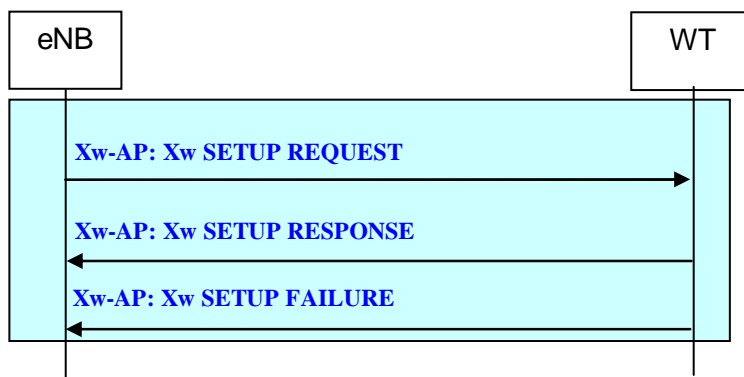 eNB
WT
Xw-AP: Xw SETUP REQUEST
Xw-AP: Xw SETUP RESPONSE
Xw-AP: Xw SETUP FAILURE